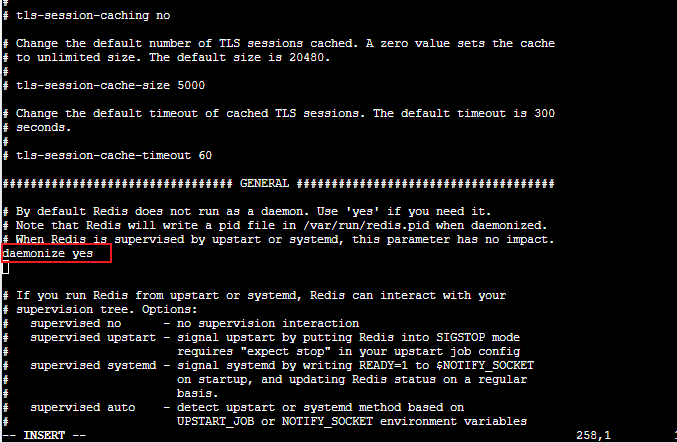 #
# tls-session-caching no

# Change the default number of TLS sessions cached. A zero value sets the cache
# to unlimited size. The default size is 20480.
#
# tls-session-cache-size 5000

# Change the default timeout of cached TLS sessions. The default timeout is 300
# seconds.
#
# tls-session-cache-timeout 60

################################# GENERAL #####################################

# By default Redis does not run as a daemon. Use 'yes' if you need it.
# Note that Redis will write a pid file in /var/run/redis.pid when daemonized.
# When Redis is supervised by upstart or systemd, this parameter has no impact.
daemonize yes

# If you run Redis from upstart or systemd, Redis can interact with your
# supervision tree. Options:
#   supervised no      - no supervision interaction
#   supervised upstart - signal upstart by putting Redis into SIGSTOP mode
#                        requires "expect stop" in your upstart job config
#   supervised systemd - signal systemd by writing READY=1 to $NOTIFY_SOCKET
#                        on startup, and updating Redis status on a regular
#                        basis.
#   supervised auto    - detect upstart or systemd method based on
#                        UPSTART_JOB or NOTIFY_SOCKET environment variables
-- INSERT --                                                     258,1         1